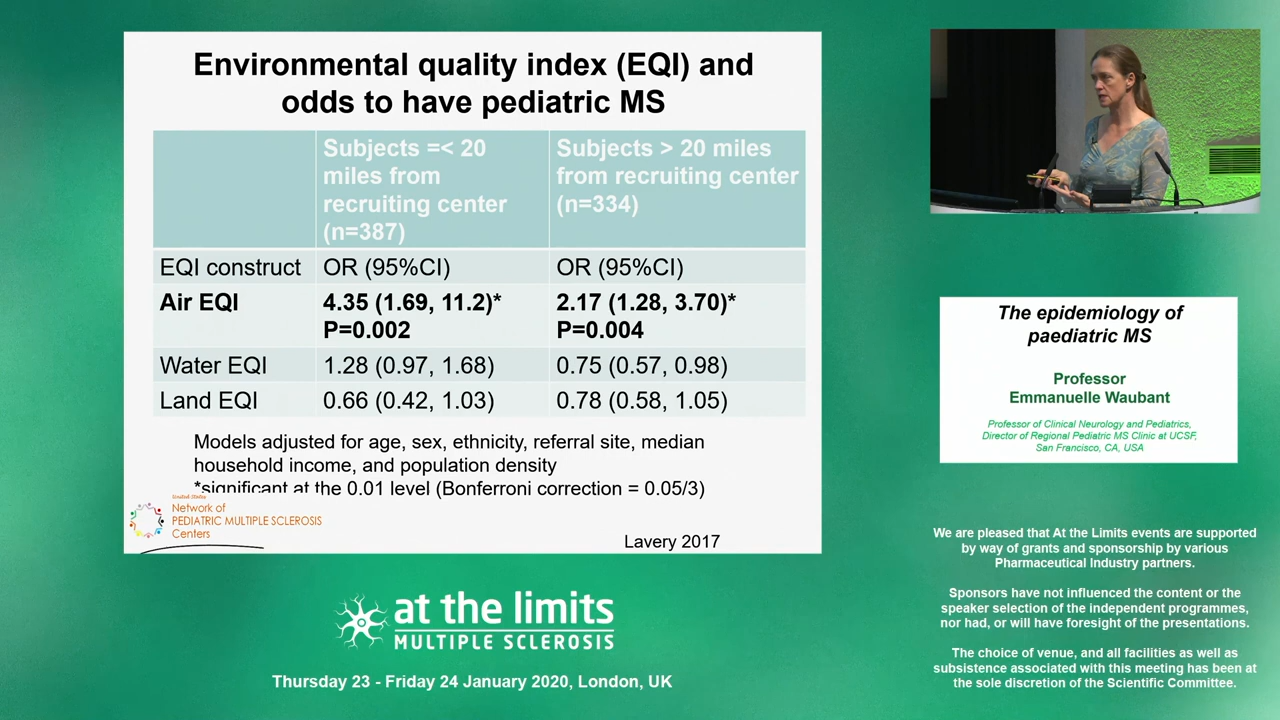 Environmental quality index (EQI) and
odds to have pediatric MS
Subjects =< 20
miles from
recruiting center
(n=387)
Subjects > 20 miles
from recruiting center
(n=334)
EQI construct
OR (95%CI)
OR (95%CI)
Air EQI
4.35 (1.69, 11.2)*
P=0.002
2.17 (1.28, 3.70)*
P=0.004
Water EQI
1.28 (0.97, 1.68)
0.75 (0.57, 0.98)
Land EQI
0.66 (0.42, 1.03)
0.78 (0.58, 1.05)
Models adjusted for age, sex, ethnicity, referral site, median
household income, and population density
*significant at the 0.01 level (Bonferroni correction = 0.05/3)
United States
Network of
PEDIATRIC MULTIPLE SCLEROSIS
Centers
Lavery 2017
at the limits
MULTIPLE SCLEROSIS
Thursday 23 - Friday 24 January 2020, London, UK
The epidemiology of
paediatric MS
Professor
Emmanuelle Waubant
Professor of Clinical Neurology and Pediatrics,
Director of Regional Pediatric MS Clinic at UCSF,
San Francisco, CA, USA
We are pleased that At the Limits events are supported
by way of grants and sponsorship by various
Pharmaceutical Industry partners.
Sponsors have not influenced the content or the
speaker selection of the independent programmes,
nor had, or will have foresight of the presentations.
The choice of venue, and all facilities as well as
subsistence associated with this meeting has been at
the sole discretion of the Scientific Committee.